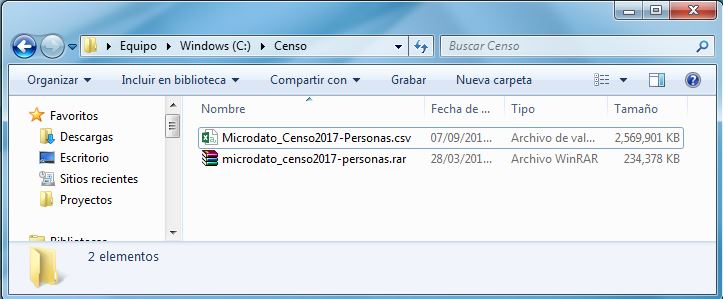 Equipo ▸ Windows (C:) ▸ Censo
Buscar Censo
Organizar Incluir en biblioteca Compartir con Grabar Nueva carpeta
Nombre Fecha de ... Tipo Tamaño
Favoritos
Descargas
Escritorio
Sitios recientes
Proyectos
Bibliotecas
Microdato_Censo2017-Personas.csv 07/09/201... Archivo de val... 2,569,901 KB
microdato_censo2017-personas.rar 28/03/201... Archivo WinRAR 234,378 KB
2 elementos